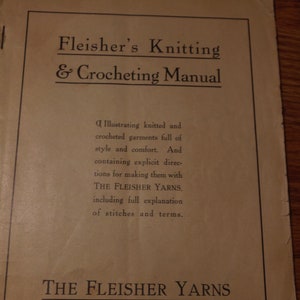 Fleisher's Knitting
& Crocheting Manual
¶ Illustrating knitted and
crocheted garments full of
style and comfort. And
containing explicit direc-
tions for making them with
THE FLEISHER YARNS,
including full explanation
of stitches and terms.
THE FLEISHER YARNS